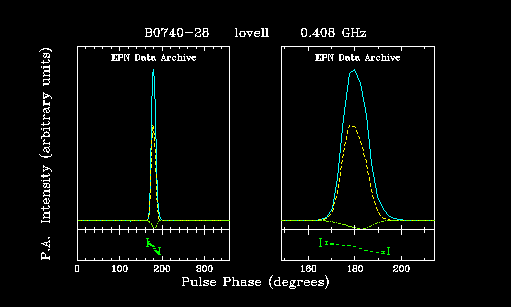 B0740-28 lovell 0.408 GHz
EPN Data Archive EPN Data Archive
P.A. Intensity (arbitrary units)
0 100 200 300 160 180 200
Pulse Phase (degrees)